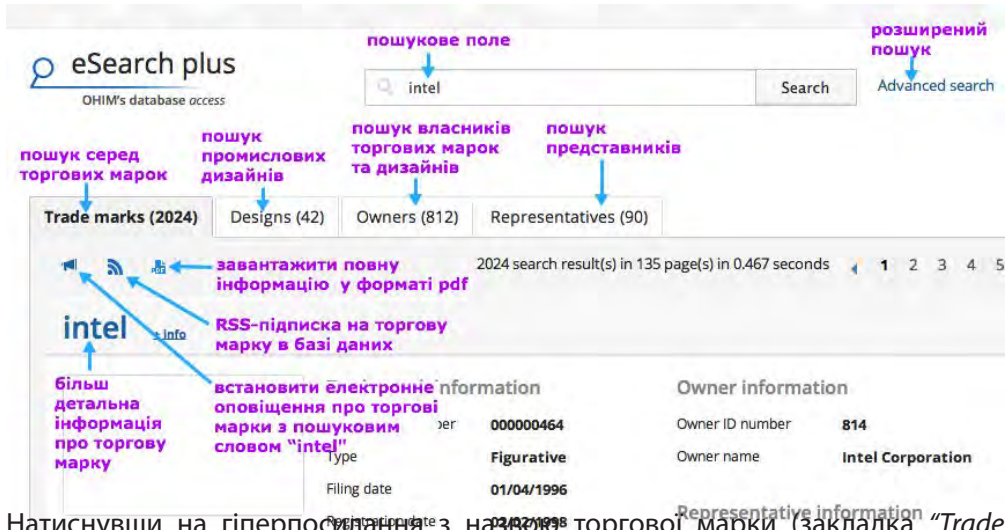 розширений
пошук
пошукове поле
eSearch plus
OHIM's database access
intel
Search
Advanced search
пошук серед
торгових марок
пошук
промислових
дизайнів
пошук власників
торгових марок
та дизайнів
пошук
представників
Trade marks (2024)
Designs (42)
Owners (812)
Representatives (90)
завантажити повну
інформацію у форматі pdf
2024 search result(s) in 135 page(s) in 0.467 seconds
1 2 3 4 5
intel
+ info
RSS-підписка на торгову
марку в базі даних
більш
детальна
інформація
про торгову
марку
встановити електронне
оповіщення про торгові
марки з пошуковим
словом “intel"
Owner information
000000464
Owner ID number
814
Type
Figurative
Owner name
Intel Corporation
Filing date
01/04/1996
Registration date
02/02/1998
Representative information
Натиснувши на гіперпосилання з назвою торгової марки (закладка “Trade